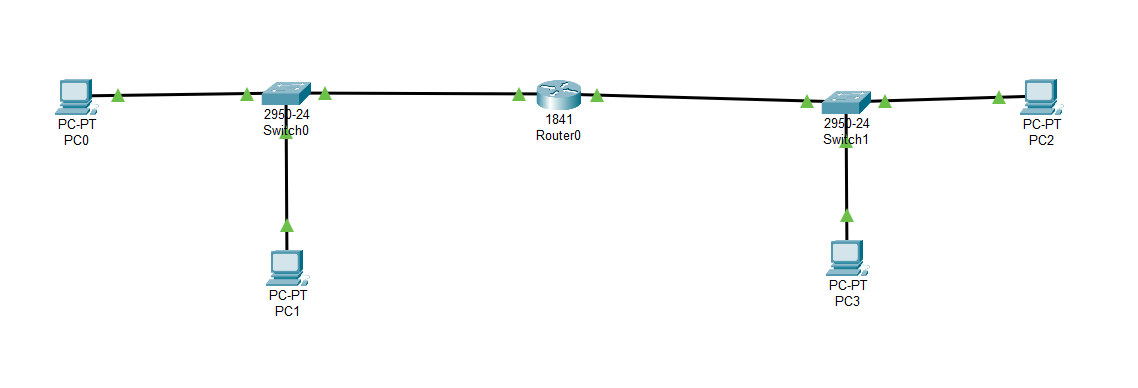 PC-PT
PC0
2950-24
Switch0
1841
Router0
2950-24
Switch1
PC-PT
PC2
PC-PT
PC1
PC-PT
PC3